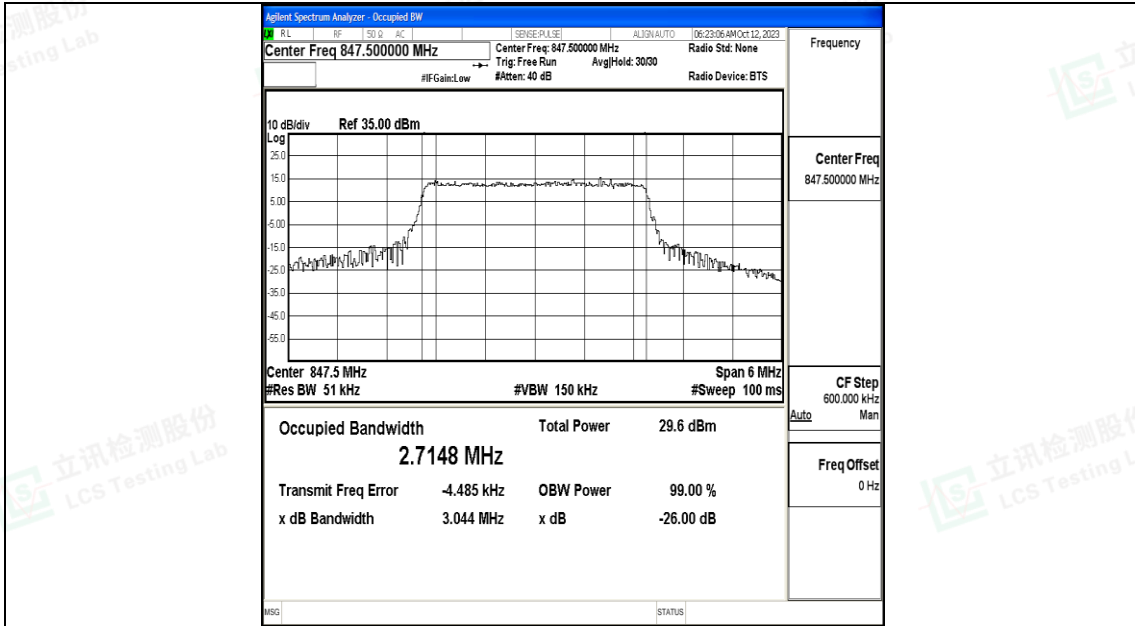 Agilent Spectrum Analyzer - Occupied BW
RL RF 50 Ω AC SENSE:PULSE ALIGNAUTO 06:23:06 AM Oct 12, 2023
Center Freq 847.500000 MHz
Center Freq: 847.500000 MHz
Radio Std: None
Trig: Free Run Avg|Hold: 30/30
#IFGain:Low #Atten: 40 dB Radio Device: BTS
10 dB/div Ref 35.00 dBm
Log
25.0
15.0
5.00
-5.00
-15.0
-25.0
-35.0
-45.0
-55.0
Center 847.5 MHz Span 6 MHz
#Res BW 51 kHz #VBW 150 kHz #Sweep 100 ms
Occupied Bandwidth Total Power 29.6 dBm
2.7148 MHz
Transmit Freq Error -4.485 kHz OBW Power 99.00 %
x dB Bandwidth 3.044 MHz x dB -26.00 dB
MSG STATUS
Frequency
Center Freq
847.500000 MHz
CF Step
600.000 kHz
Auto Man
Freq Offset
0 Hz
测股份
sting Lab
立讯检测股份
LCS Testing Lab
立讯检测股份
LCS Testing L